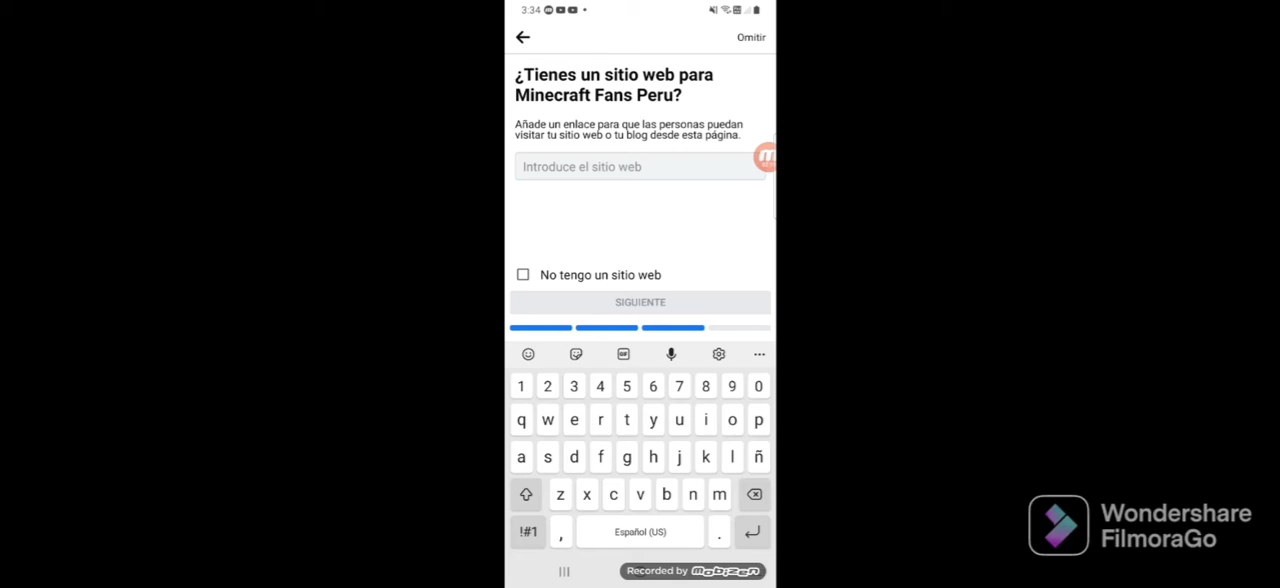 3:34
Omitir
¿Tienes un sitio web para
Minecraft Fans Peru?
Añade un enlace para que las personas puedan
visitar tu sitio web o tu blog desde esta página.
Introduce el sitio web
No tengo un sitio web
SIGUIENTE
GIF
1 2 3 4 5 6 7 8 9 0
q w e r t y u i o p
a s d f g h j k l ñ
z x c v b n m
!#1 , Español (US) .
Recorded by mobizen
Wondershare
FilmoraGo